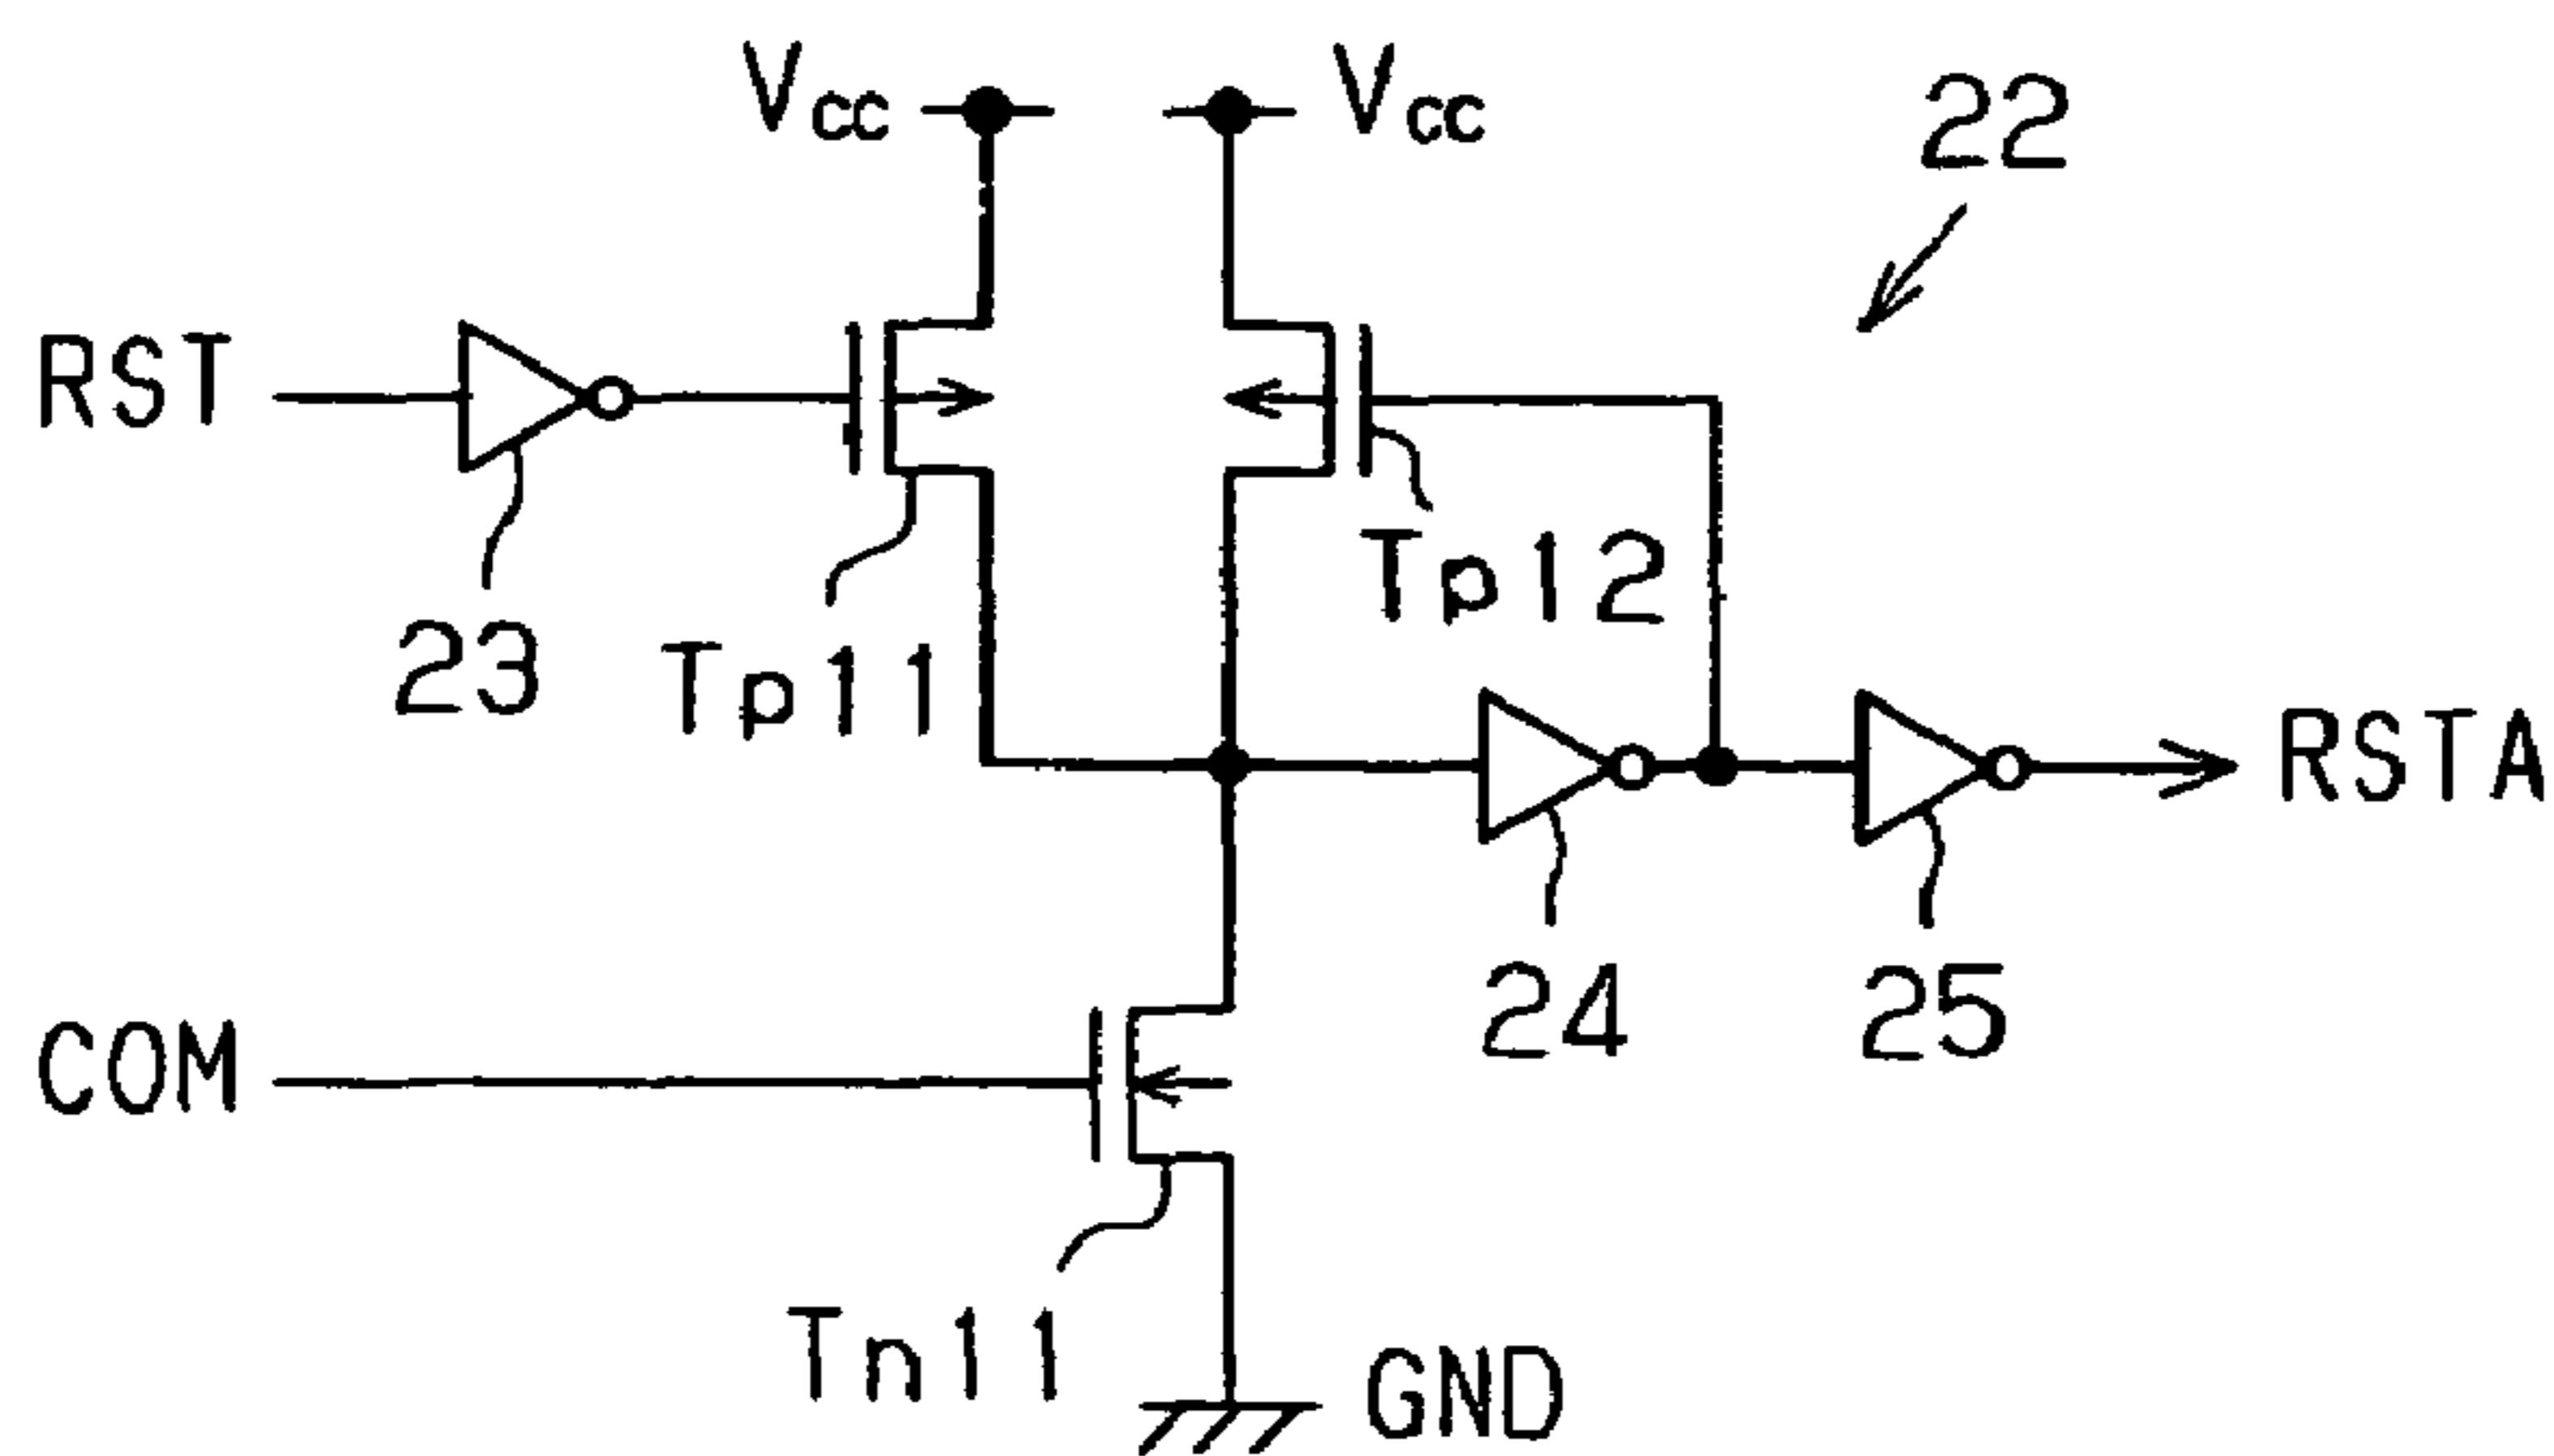 Vcc
Vcc
22
RST
Tp12
23
Tp11
RSTA
24
25
COM
Tn11
GND